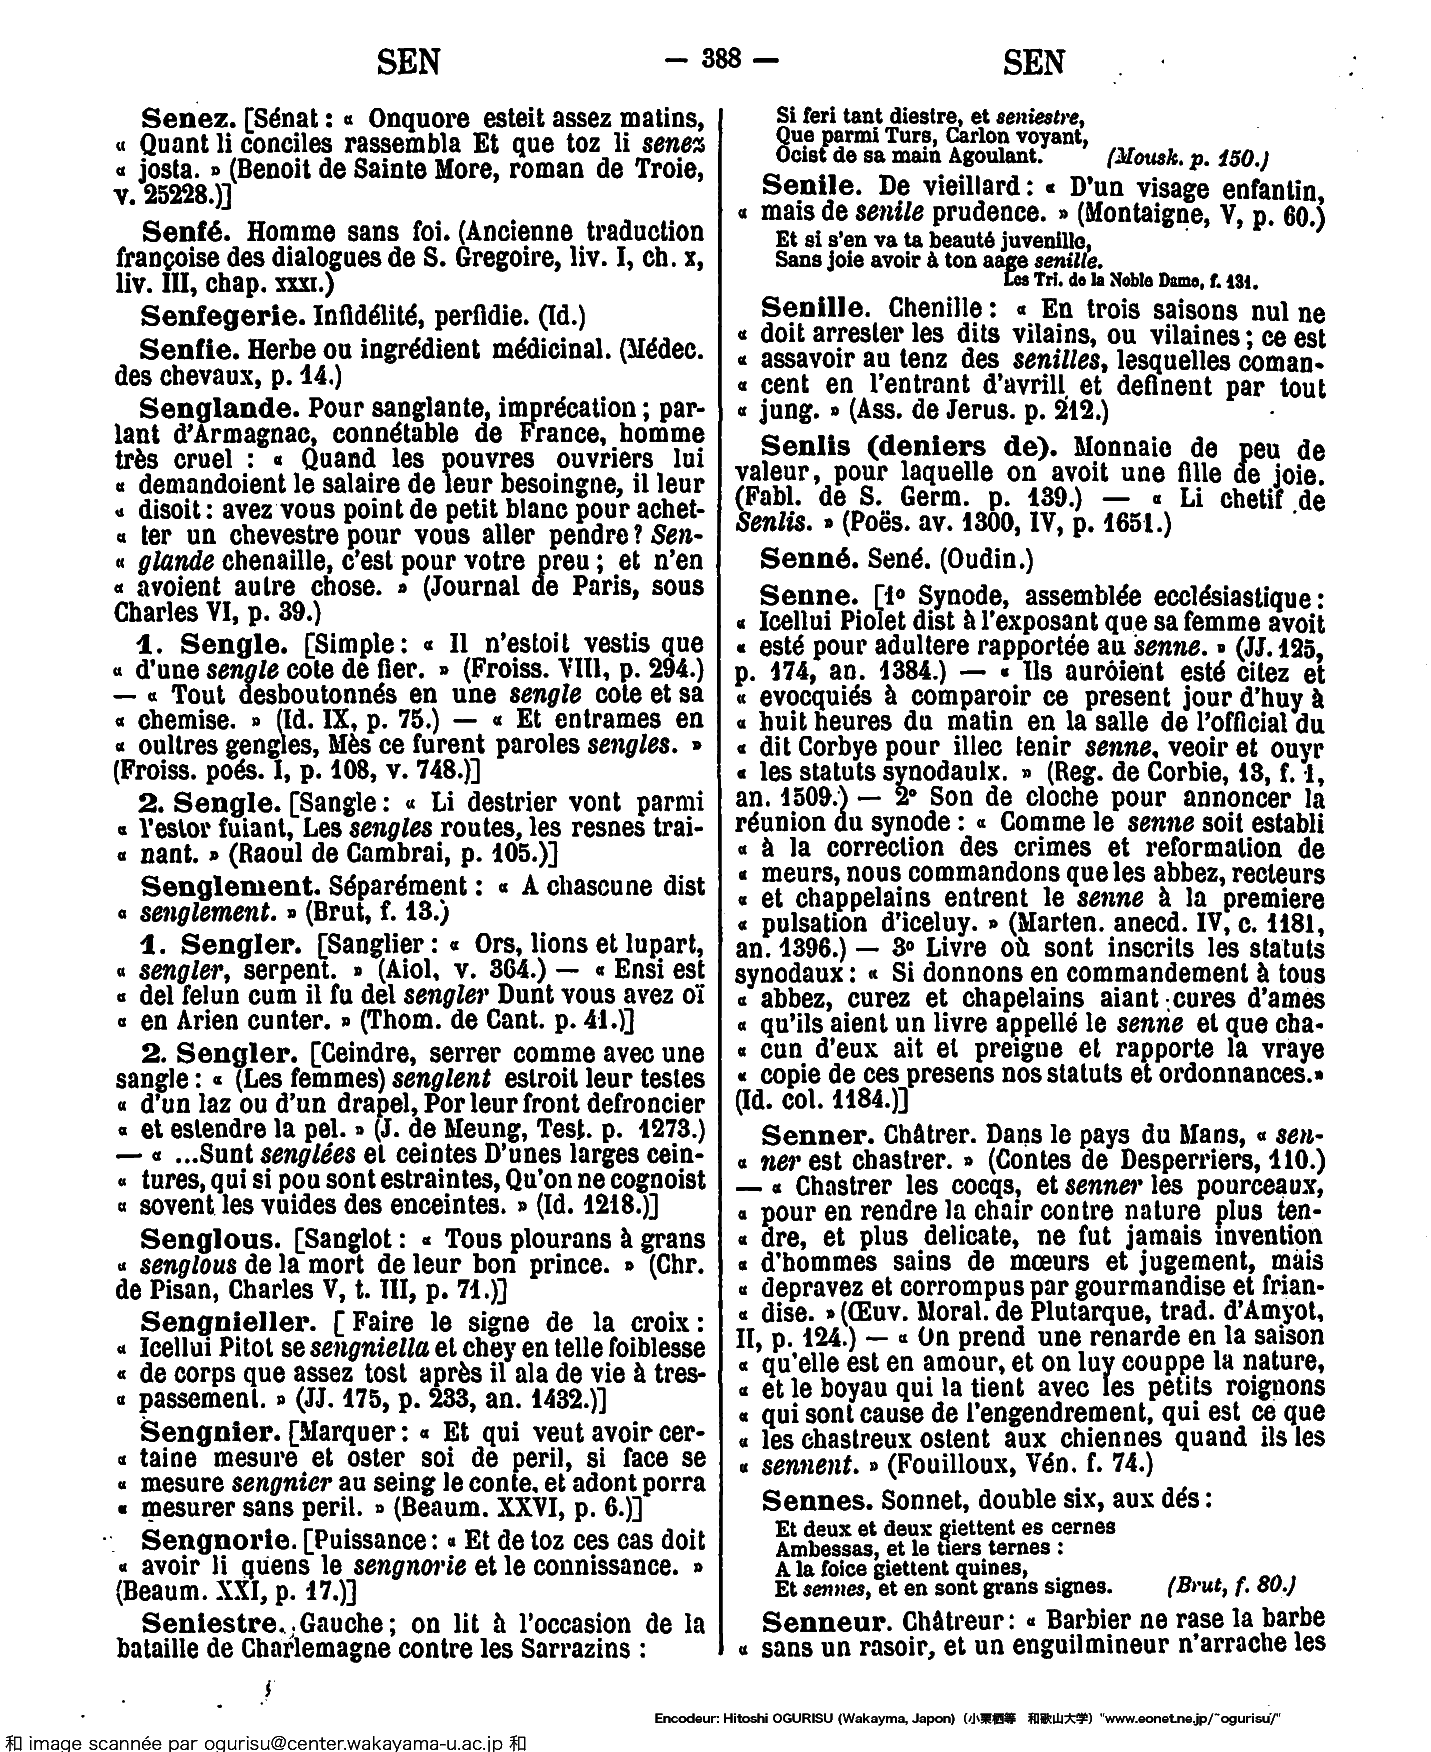 SEN — 388 — SEN
Senez. [Sénat : « Onquore esteit assez matins,
« Quant li conciles rassembla Et que toz li senez
« josta. » (Benoit de Sainte More, roman de Troie,
v. 25228.)]
Senfé. Homme sans foi. (Ancienne traduction
françoise des dialogues de S. Gregoire, liv. I, ch. x,
liv. III, chap. xxxi.)
Senfegerie. Infidélité, perfidie. (Id.)
Senfie. Herbe ou ingrédient médicinal. (Médec.
des chevaux, p. 14.)
Senglande. Pour sanglante, imprécation ; par-
lant d'Armagnac, connétable de France, homme
très cruel : « Quand les pouvres ouvriers lui
« demandoient le salaire de leur besoingne, il leur
« disoit : avez vous point de petit blanc pour achet-
« ter un chevestre pour vous aller pendre ? Sen-
« glande chenaille, c'est pour votre preu ; et n'en
« avoient autre chose. » (Journal de Paris, sous
Charles VI, p. 39.)
1. Sengle. [Simple : « Il n'estoit vestis que
« d'une sengle cote de fier. » (Froiss. VIII, p. 294.)
— « Tout desboutonnés en une sengle cote et sa
« chemise. » (Id. IX, p. 75.) — « Et entrames en
« oultres gengles, Mès ce furent paroles sengles. »
(Froiss. poés. I, p. 108, v. 748.)]
2. Sengle. [Sangle : « Li destrier vont parmi
« l'estor fuiant, Les sengles routes, les resnes trai-
« nant. » (Raoul de Cambrai, p. 105.)]
Senglement. Séparément : « A chascune dist
« senglement. » (Brut, f. 13.)
1. Sengler. [Sanglier : « Ors, lions et lupart,
« sengler, serpent. » (Aiol, v. 364.) — « Ensi est
« del felun cum il fu del sengler Dunt vous avez oï
« en Arien cunter. » (Thom. de Cant. p. 41.)]
2. Sengler. [Ceindre, serrer comme avec une
sangle : « (Les femmes) senglent estroit leur testes
« d'un laz ou d'un drapel, Por leur front defroncier
« et estendre la pel. » (J. de Meung, Test. p. 1273.)
— « ...Sunt senglées et ceintes D'unes larges cein-
« tures, qui si pou sont estraintes, Qu'on ne cognoist
« sovent les vuides des enceintes. » (Id. 1218.)]
Senglous. [Sanglot : « Tous plourans à grans
« senglous de la mort de leur bon prince. » (Chr.
de Pisan, Charles V, t. III, p. 71.)]
Sengnieller. [Faire le signe de la croix :
« Icellui Pitot se sengniella et chey en telle foiblesse
« de corps que assez tost après il ala de vie à tres-
« passement. » (JJ. 175, p. 233, an. 1432.)]
Sengnier. [Marquer : « Et qui veut avoir cer-
« taine mesure et oster soi de peril, si face se
« mesure sengnier au seing le conte, et adont porra
« mesurer sans peril. » (Beaum. XXVI, p. 6.)]
Sengnorie. [Puissance : « Et de toz ces cas doit
« avoir li quens le sengnorie et le connissance. »
(Beaum. XXI, p. 17.)]
Seniestre. Gauche ; on lit à l'occasion de la
bataille de Charlemagne contre les Sarrazins :
Si feri tant diestre, et seniestre,
Que parmi Turs, Carlon voyant,
Ocist de sa main Agoulant. (Mousk. p. 150.)
Senile. De vieillard : « D'un visage enfantin,
« mais de senile prudence. » (Montaigne, V, p. 60.)
Et si s'en va ta beauté juvenille,
Sans joie avoir à ton aage senille.
Les Tri. de la Noble Dame, f. 131.
Senille. Chenille : « En trois saisons nul ne
« doit arrester les dits vilains, ou vilaines ; ce est
« assavoir au tenz des senilles, lesquelles coman-
« cent en l'entrant d'avrill et definent par tout
« jung. » (Ass. de Jerus. p. 212.)
Senlis (deniers de). Monnaie de peu de
valeur, pour laquelle on avoit une fille de joie.
(Fabl. de S. Germ. p. 139.) — « Li chetif de
Senlis. » (Poës. av. 1300, IV, p. 1651.)
Senné. Sené. (Oudin.)
Senne. [1º Synode, assemblée ecclésiastique :
« Icellui Piolet dist à l'exposant que sa femme avoit
« esté pour adultere rapportée au senne. » (JJ. 125,
p. 174, an. 1384.) — « Ils auroient esté citez et
« evocquiés à comparoir ce present jour d'huy à
« huit heures du matin en la salle de l'official du
« dit Corbye pour illec tenir senne, veoir et ouyr
« les statuts synodaulx. » (Reg. de Corbie, 13, f. 1,
an. 1509.) — 2º Son de cloche pour annoncer la
réunion du synode : « Comme le senne soit establi
« à la correction des crimes et reformation de
« meurs, nous commandons que les abbez, recteurs
« et chappelains entrent le senne à la premiere
« pulsation d'iceluy. » (Marten. anecd. IV, c. 1181,
an. 1396.) — 3º Livre où sont inscrits les statuts
synodaux : « Si donnons en commandement à tous
« abbez, curez et chapelains aiant cures d'ames
« qu'ils aient un livre appellé le senne et que cha-
« cun d'eux ait et preigne et rapporte la vraye
« copie de ces presens nos statuts et ordonnances. »
(Id. col. 1184.)]
Senner. Châtrer. Dans le pays du Mans, « sen-
« ner est chastrer. » (Contes de Desperriers, 110.)
— « Chastrer les cocqs, et senner les pourceaux,
« pour en rendre la chair contre nature plus ten-
« dre, et plus delicate, ne fut jamais invention
« d'hommes sains de mœurs et jugement, mais
« depravez et corrompus par gourmandise et frian-
« dise. » (Œuv. Moral. de Plutarque, trad. d'Amyot,
II, p. 124.) — « On prend une renarde en la saison
« qu'elle est en amour, et on luy couppe la nature,
« et le boyau qui la tient avec les petits roignons
« qui sont cause de l'engendrement, qui est ce que
« les chastreux ostent aux chiennes quand ils les
« sennent. » (Fouilloux, Vén. f. 74.)
Sennes. Sonnet, double six, aux dés :
Et deux et deux giettent es cernes
Ambessas, et le tiers ternes :
A la foice giettent quines,
Et sennes, et en sont grans signes. (Brut, f. 80.)
Senneur. Châtreur : « Barbier ne rase la barbe
« sans un rasoir, et un enguilmineur n'arrache les
Encodeur: Hitoshi OGURISU (Wakayma, Japon) (小栗栖等 和歌山大学) "www.eonet.ne.jp/~ogurisu/"
和 image scannée par ogurisu@center.wakayama-u.ac.jp 和